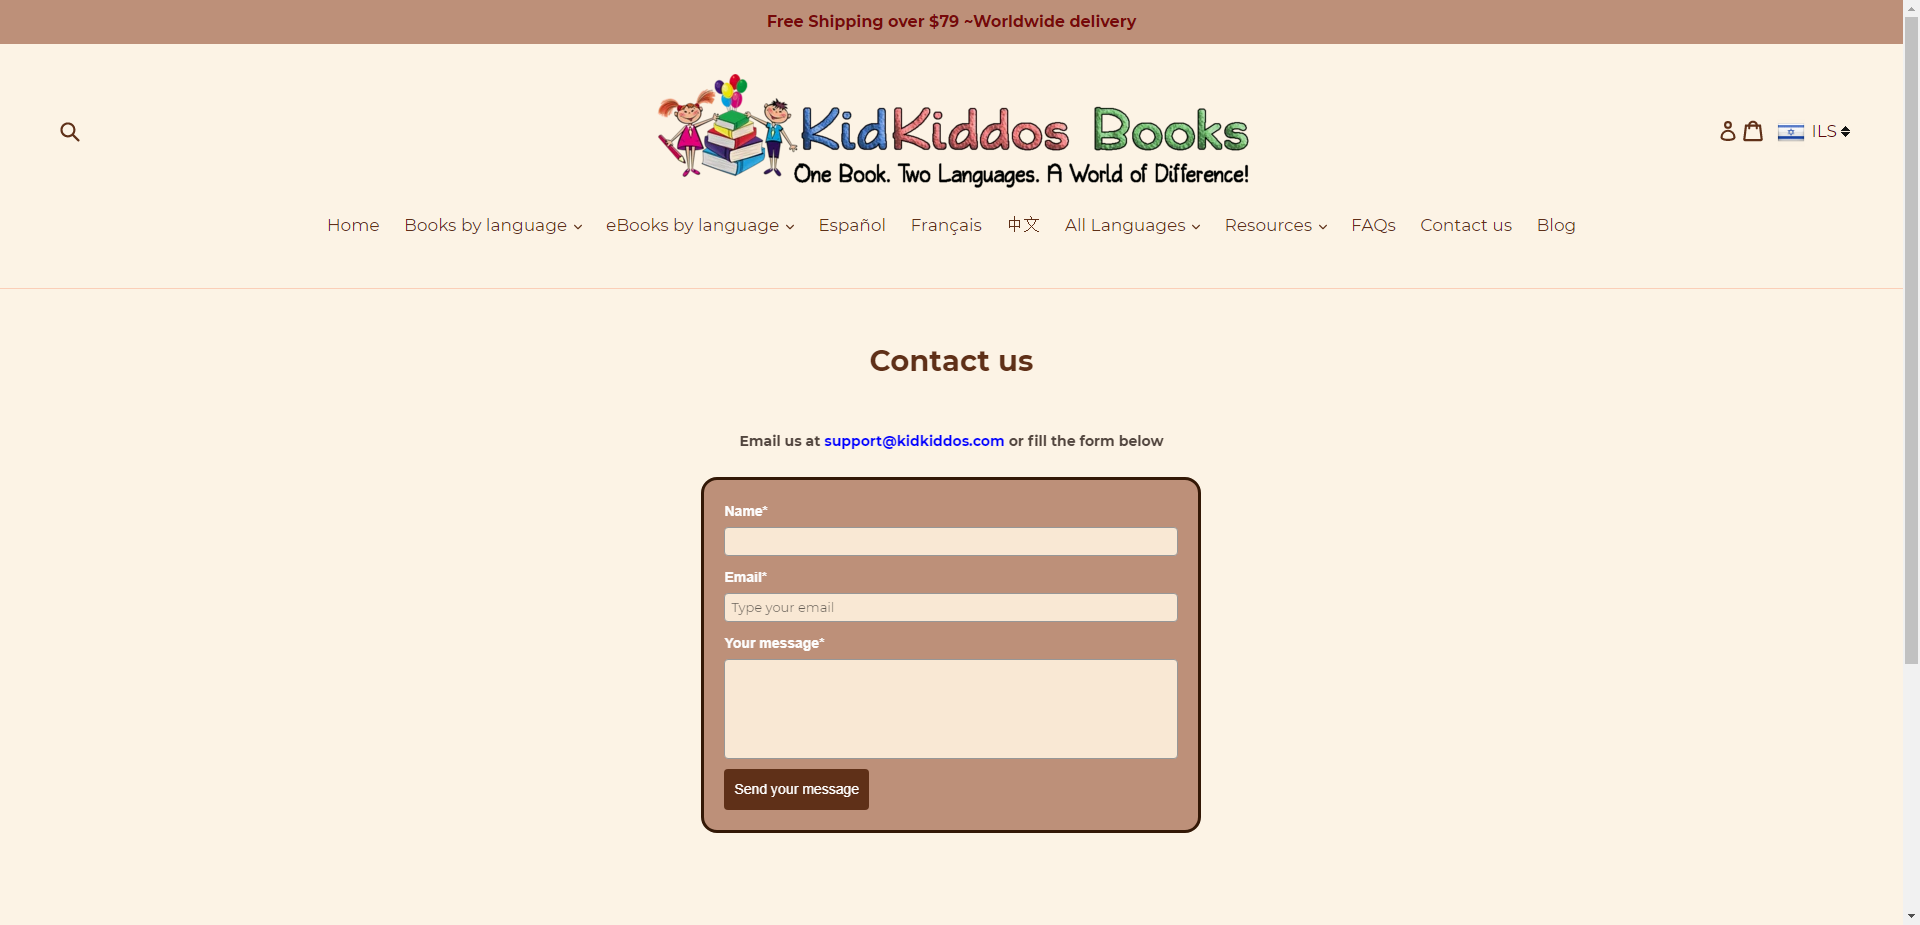 Free Shipping over $79 ~Worldwide delivery
KidKiddos Books
One Book. Two Languages. A World of Difference!
ILS
Home Books by language eBooks by language Español Français 中文 All Languages Resources FAQs Contact us Blog
Contact us
Email us at support@kidkiddos.com or fill the form below
Name*
Email*
Type your email
Your message*
Send your message